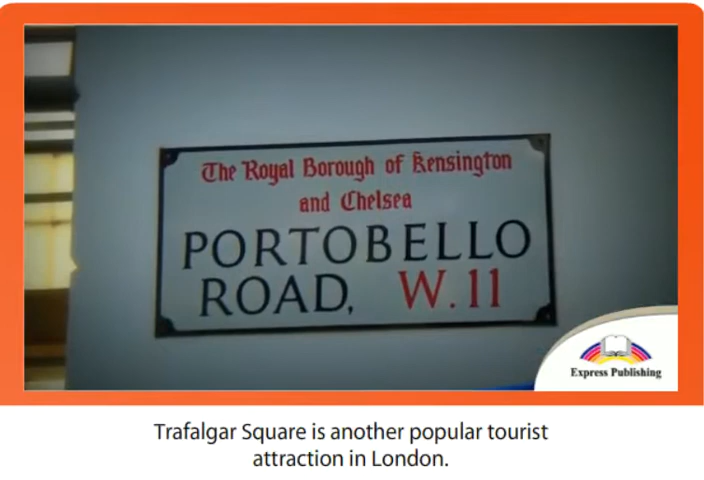 The Royal Borough of Kensington
and Chelsea
PORTOBELLO
ROAD, W.11
Express Publishing
Trafalgar Square is another popular tourist
attraction in London.